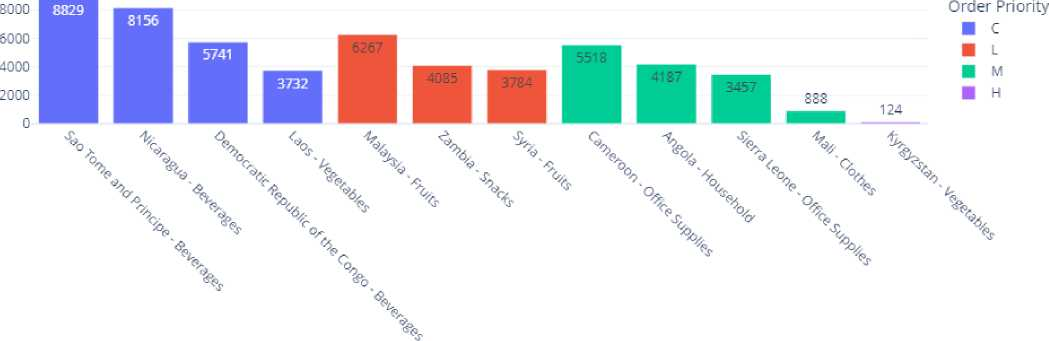 8000
6000
4000
2000
0
8829
8156
5741
3732
6267
4085
3784
5518
4187
3457
888
124
Sao Tome and Principe - Beverages
Nicaragua - Beverages
Democratic Republic of the Congo - Beverages
Laos - Vegetables
Malaysia - Fruits
Zambia - Snacks
Syria - Fruits
Cameroon - Office Supplies
Angola - Household
Sierra Leone - Office Supplies
Mali - Clothes
Kyrgyzstan - Vegetables
Order Priority
C
L
M
H